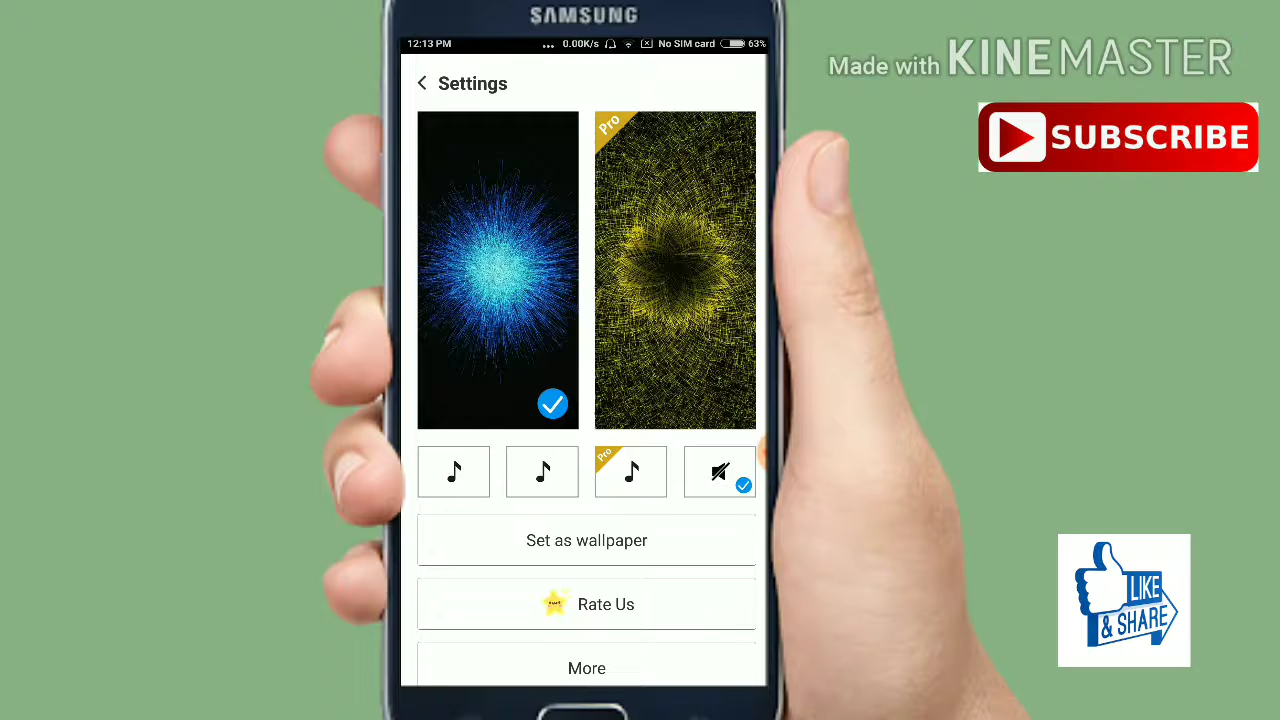 SAMSUNG
12:13 PM ... 0.00K/s No SIM card 63%
Settings
Pro
Pro
Set as wallpaper
Rate Us
More
Made with KINEMASTER
SUBSCRIBE
LIKE
& SHARE